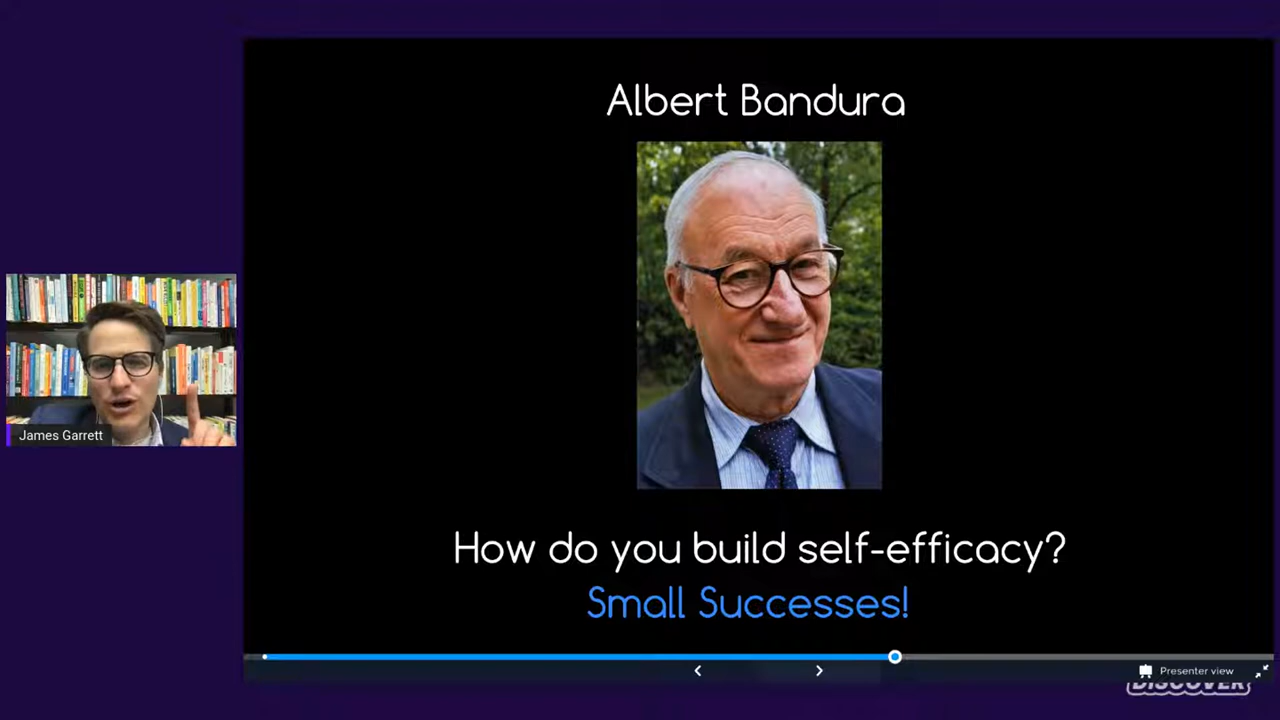 Albert Bandura
James Garrett
How do you build self-efficacy?
Small Successes!
Presenter view
DISCOVER